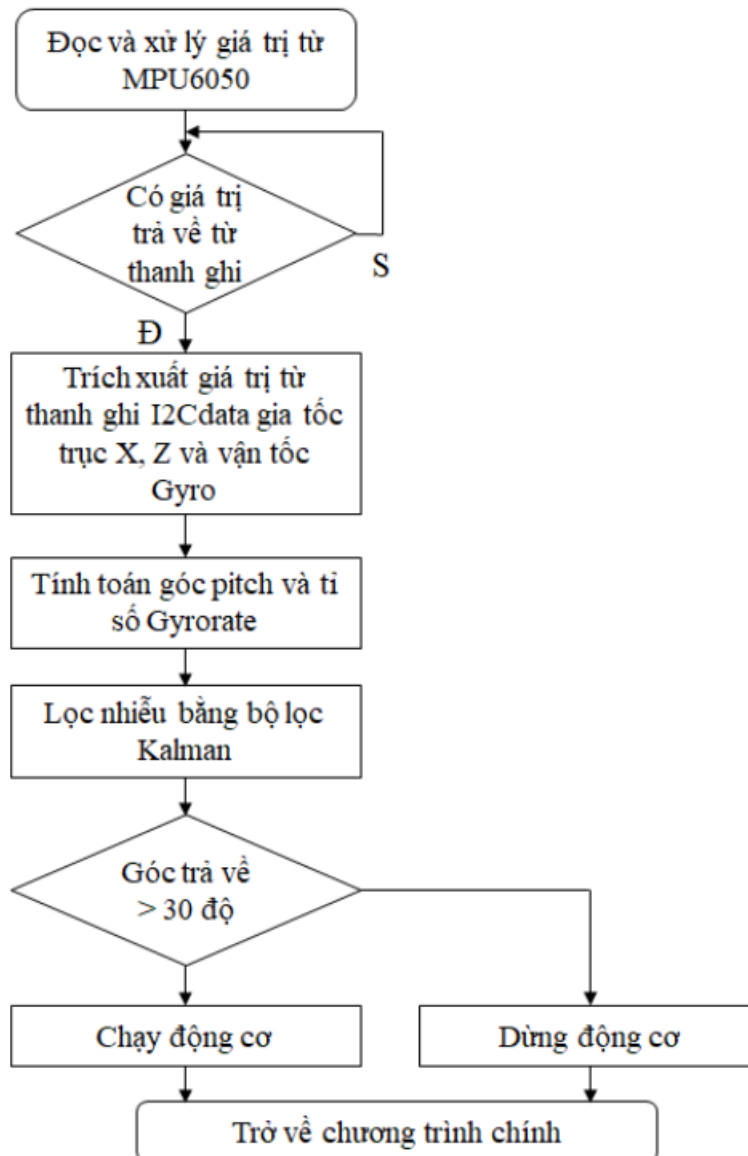 Đọc và xử lý giá trị từ
MPU6050
Có giá trị
trả về từ
thanh ghi
S
Đ
Trích xuất giá trị từ
thanh ghi I2Cdata gia tốc
trục X, Z và vận tốc
Gyro
Tính toán góc pitch và tỉ
số Gyrorate
Lọc nhiễu bằng bộ lọc
Kalman
Góc trả về
> 30 độ
Chạy động cơ
Dừng động cơ
Trở về chương trình chính